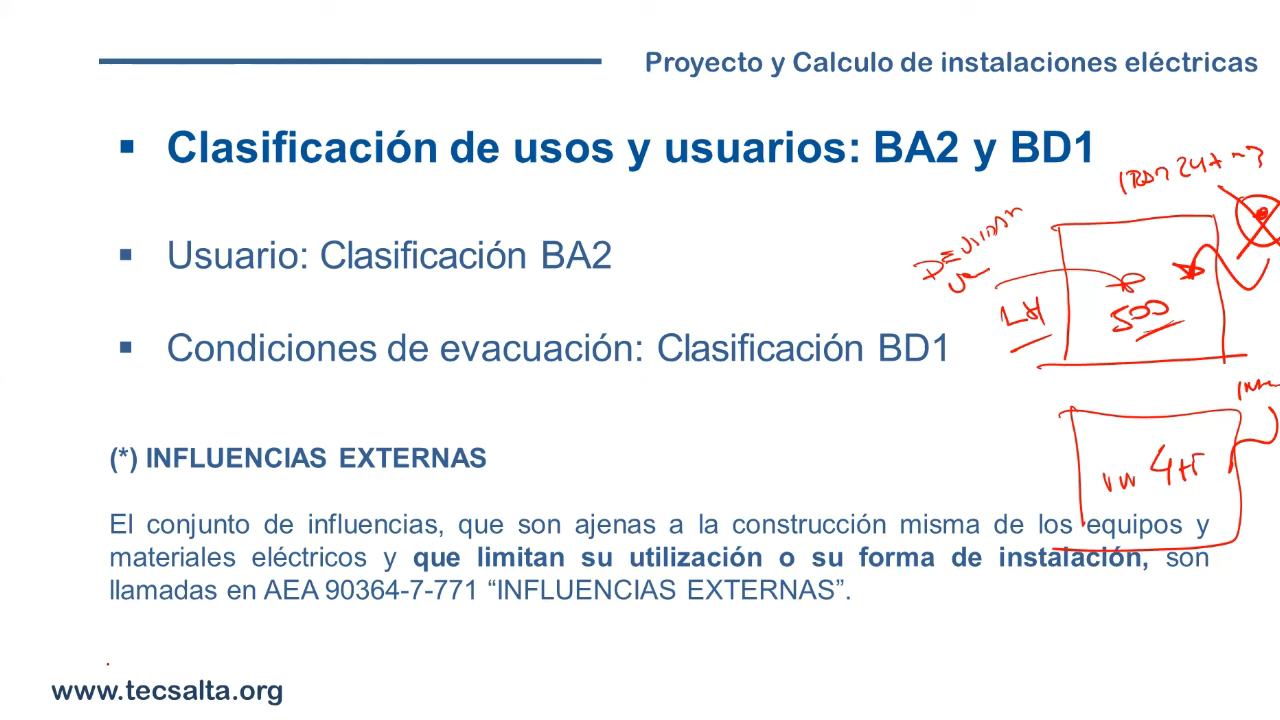 Proyecto y Calculo de instalaciones eléctricas
▪ Clasificación de usos y usuarios: BA2 y BD1
▪ Usuario: Clasificación BA2
▪ Condiciones de evacuación: Clasificación BD1
500
(*) INFLUENCIAS EXTERNAS
El conjunto de influencias, que son ajenas a la construcción misma de los equipos y
materiales eléctricos y que limitan su utilización o su forma de instalación, son
llamadas en AEA 90364-7-771 “INFLUENCIAS EXTERNAS”.
www.tecsalta.org